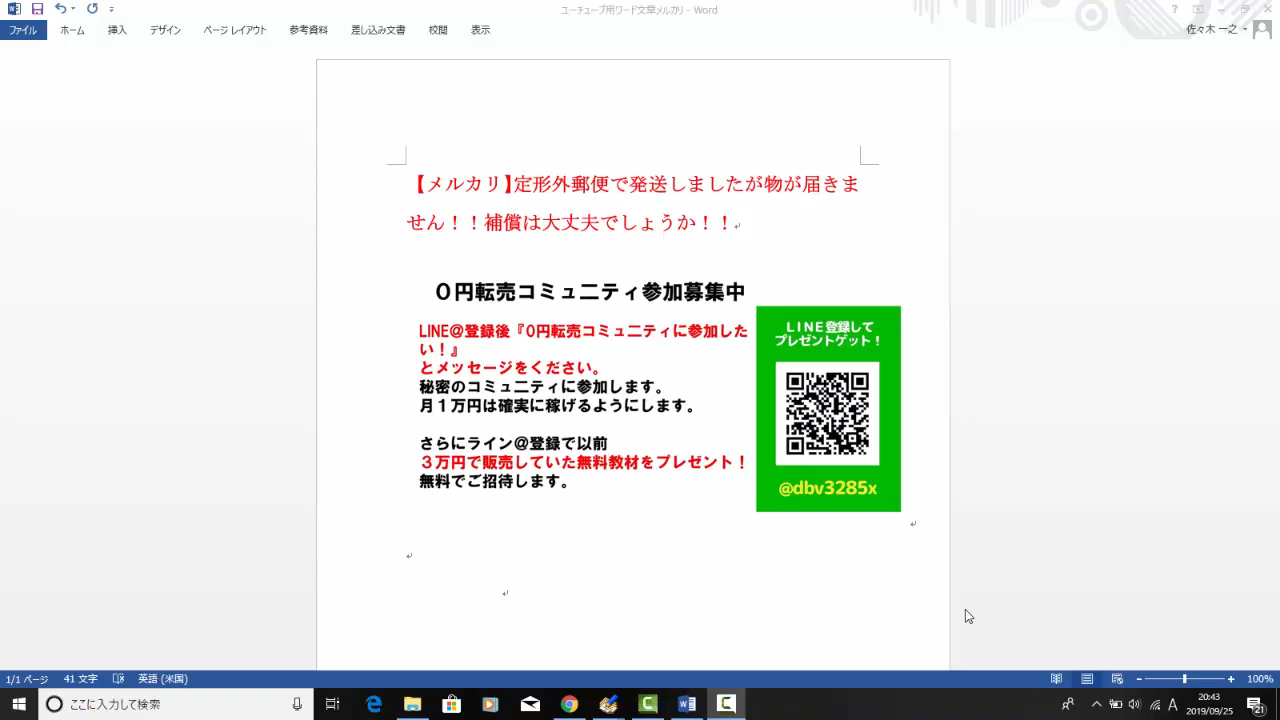 ユーチューブ用ワード文章メルカリ - Word
ファイル ホーム 挿入 デザイン ページ レイアウト 参考資料 差し込み文書 校閲 表示 佐々木 一之
【メルカリ】定形外郵便で発送しましたが物が届きま
せん！！補償は大丈夫でしょうか！！
０円転売コミュニティ参加募集中
LINE@登録後『0円転売コミュニティに参加した
い！』
とメッセージをください。
秘密のコミュニティに参加します。
月１万円は確実に稼げるようにします。
さらにライン@登録で以前
３万円で販売していた無料教材をプレゼント！
無料でご招待します。
ＬＩＮＥ登録して
プレゼントゲット！
@dbv3285x
1/1 ページ 41 文字 英語 (米国) 100%
ここに入力して検索
A 20:43
2019/09/25
21